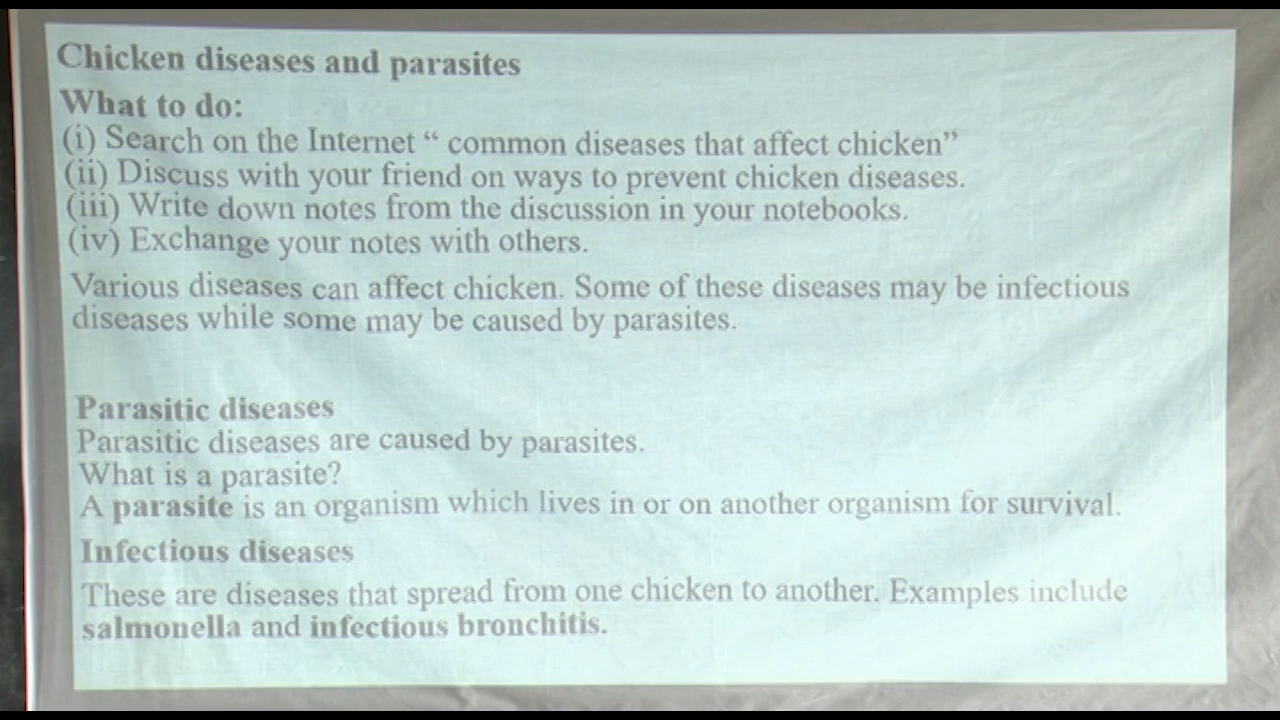 Chicken diseases and parasites
What to do:
(i) Search on the Internet “ common diseases that affect chicken”
(ii) Discuss with your friend on ways to prevent chicken diseases.
(iii) Write down notes from the discussion in your notebooks.
(iv) Exchange your notes with others.
Various diseases can affect chicken. Some of these diseases may be infectious
diseases while some may be caused by parasites.
Parasitic diseases
Parasitic diseases are caused by parasites.
What is a parasite?
A parasite is an organism which lives in or on another organism for survival.
Infectious diseases
These are diseases that spread from one chicken to another. Examples include
salmonella and infectious bronchitis.